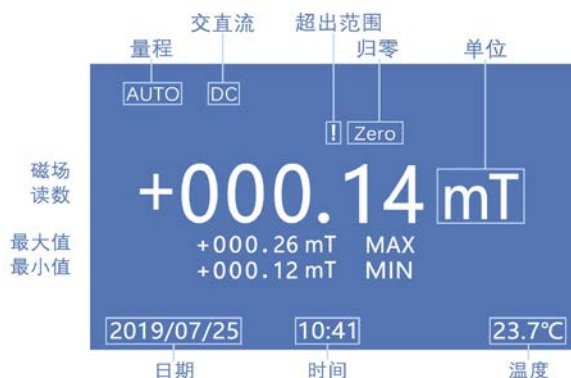 交直流 超出范围
量程 归零 单位
AUTO DC
! Zero
磁场
读数
+000.14 mT
最大值 +000.26 mT MAX
最小值 +000.12 mT MIN
2019/07/25 10:41 23.7℃
日期 时间 温度